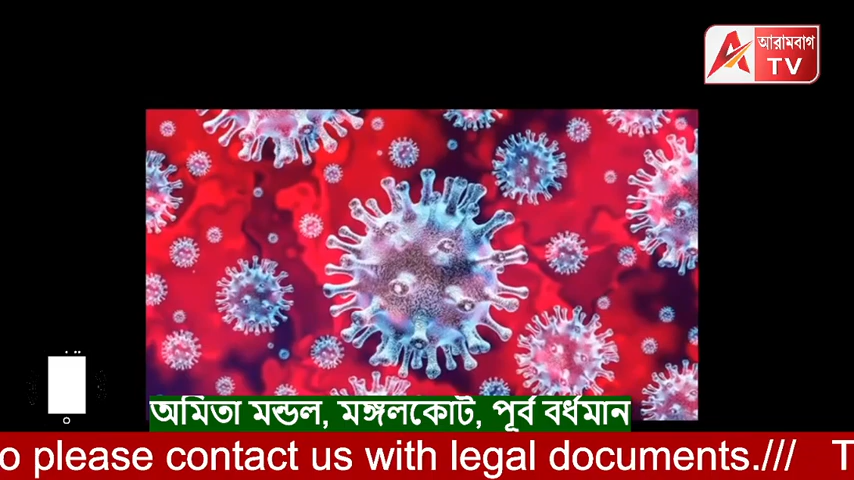 আরামবাগ
TV
অমিতা মন্ডল, মঙ্গলকোট, পূর্ব বর্ধমান
o please contact us with legal documents./// T